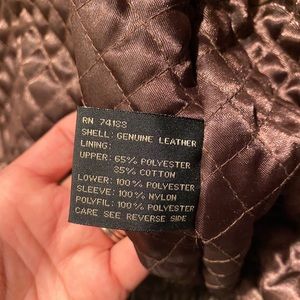 RN 74188
SHELL: GENUINE LEATHER
LINING:
UPPER: 65% POLYESTER
35% COTTON
LOWER: 100% POLYESTER
SLEEVE: 100% NYLON
POLYFIL: 100% POLYESTER
CARE SEE REVERSE SIDE